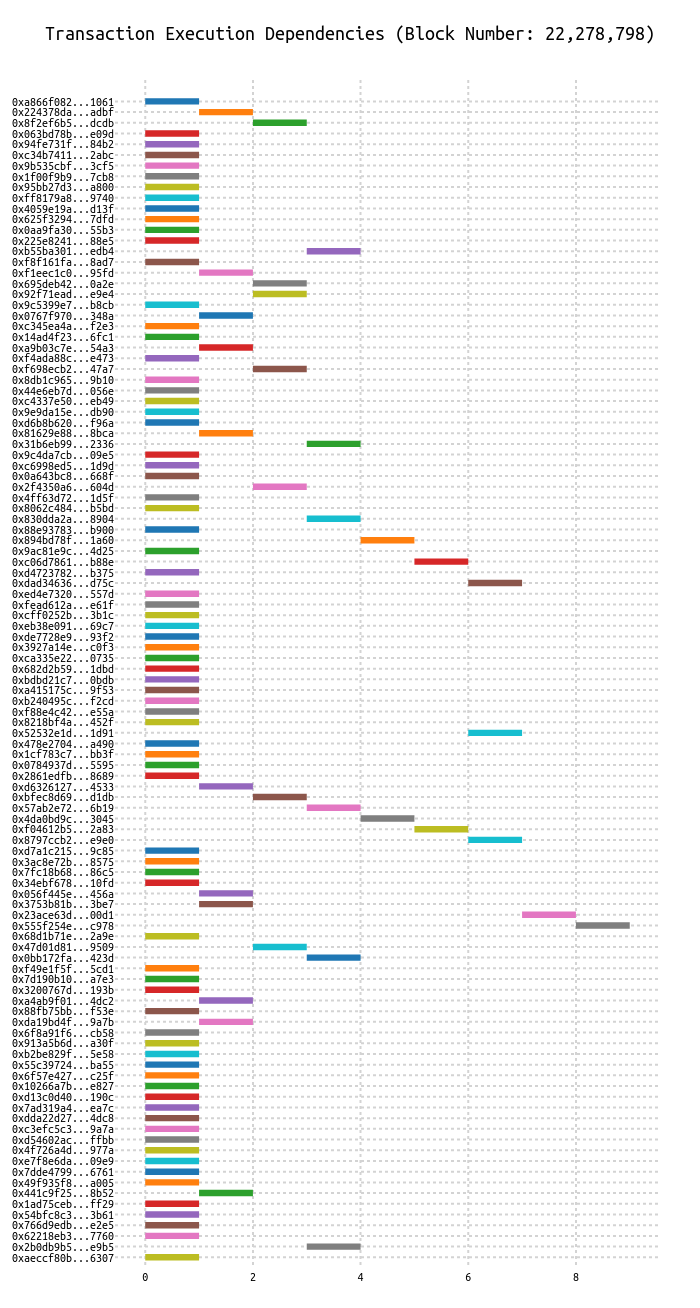 Transaction Execution Dependencies (Block Number: 22,278,798)
0xa866f082...1061
0x224378da...adbf
0x8f2ef6b5...dcdb
0x063bd78b...e09d
0x94fe731f...84b2
0xc34b7411...2abc
0x9b535cbf...3cf5
0x1f00f9b9...7cb8
0x95bb27d3...a800
0xff8179a8...9740
0x4059e19a...d13f
0x625f3294...7dfd
0x0aa9fa30...55b3
0x225e8241...88e5
0xb55ba301...edb4
0xf8f161fa...8ad7
0xf1eec1c0...95fd
0x695deb42...0a2e
0x92f71ead...e9e4
0x9c5399e7...b8cb
0x0767f970...348a
0xc345ea4a...f2e3
0x14ad4f23...6fc1
0xa9b03c7e...54a3
0xf4ada88c...e473
0xf698ecb2...47a7
0x8db1c965...9b10
0x44e6eb7d...056e
0xc4337e50...eb49
0x9e9da15e...db90
0xd6b8b620...f96a
0x81629e88...8bca
0x31b6eb99...2336
0x9c4da7cb...09e5
0xc6998ed5...1d9d
0x0a643bc8...668f
0x2f4350a6...604d
0x4ff63d72...1d5f
0x8062c484...b5bd
0x830dda2a...8904
0x88e93783...b900
0x894bd78f...1a60
0x9ac81e9c...4d25
0xc06d7861...b88e
0xd4723782...b375
0xdad34636...d75c
0xed4e7320...557d
0xfead612a...e61f
0xcff0252b...3b1c
0xeb38e091...69c7
0xde7728e9...93f2
0x3927a14e...c0f3
0xca335e22...0735
0x682d2b59...1dbd
0xbdbd21c7...0bdb
0xa415175c...9f53
0xb240495c...f2cd
0xf88e4c42...e55a
0x8218bf4a...452f
0x52532e1d...1d91
0x478e2704...a490
0x1cf783c7...bb3f
0x0784937d...5595
0x2861edfb...8689
0xd6326127...4533
0xbfec8d69...d1db
0x57ab2e72...6b19
0x4da0bd9c...3045
0xf04612b5...2a83
0x8797ccb2...e9e0
0xd7a1c215...9c85
0x3ac8e72b...8575
0x7fc18b68...86c5
0x34ebf678...10fd
0x056f445e...456a
0x3753b81b...3be7
0x23ace63d...00d1
0x555f254e...c978
0x68d1b71e...2a9e
0x47d01d81...9509
0x0bb172fa...423d
0xf49e1f5f...5cd1
0x7d190b10...a7e3
0x3200767d...193b
0xa4ab9f01...4dc2
0x88fb75bb...f53e
0xda19bd4f...9a7b
0x6f8a91f6...cb58
0x913a5b6d...a30f
0xb2be829f...5e58
0x55c39724...ba55
0x6f57e427...c25f
0x10266a7b...e827
0xd13c0d40...190c
0x7ad319a4...ea7c
0xdda22d27...4dc8
0xc3efc5c3...9a7a
0xd54602ac...ffbb
0x4f726a4d...977a
0xe7f8e6da...09e9
0x7dde4799...6761
0x49f935f8...a005
0x441c9f25...8b52
0x1ad75ceb...ff29
0x54bfc8c3...3b61
0x766d9edb...e2e5
0x62218eb3...7760
0x2b0db9b5...e9b5
0xaeccf80b...6307
0 2 4 6 8